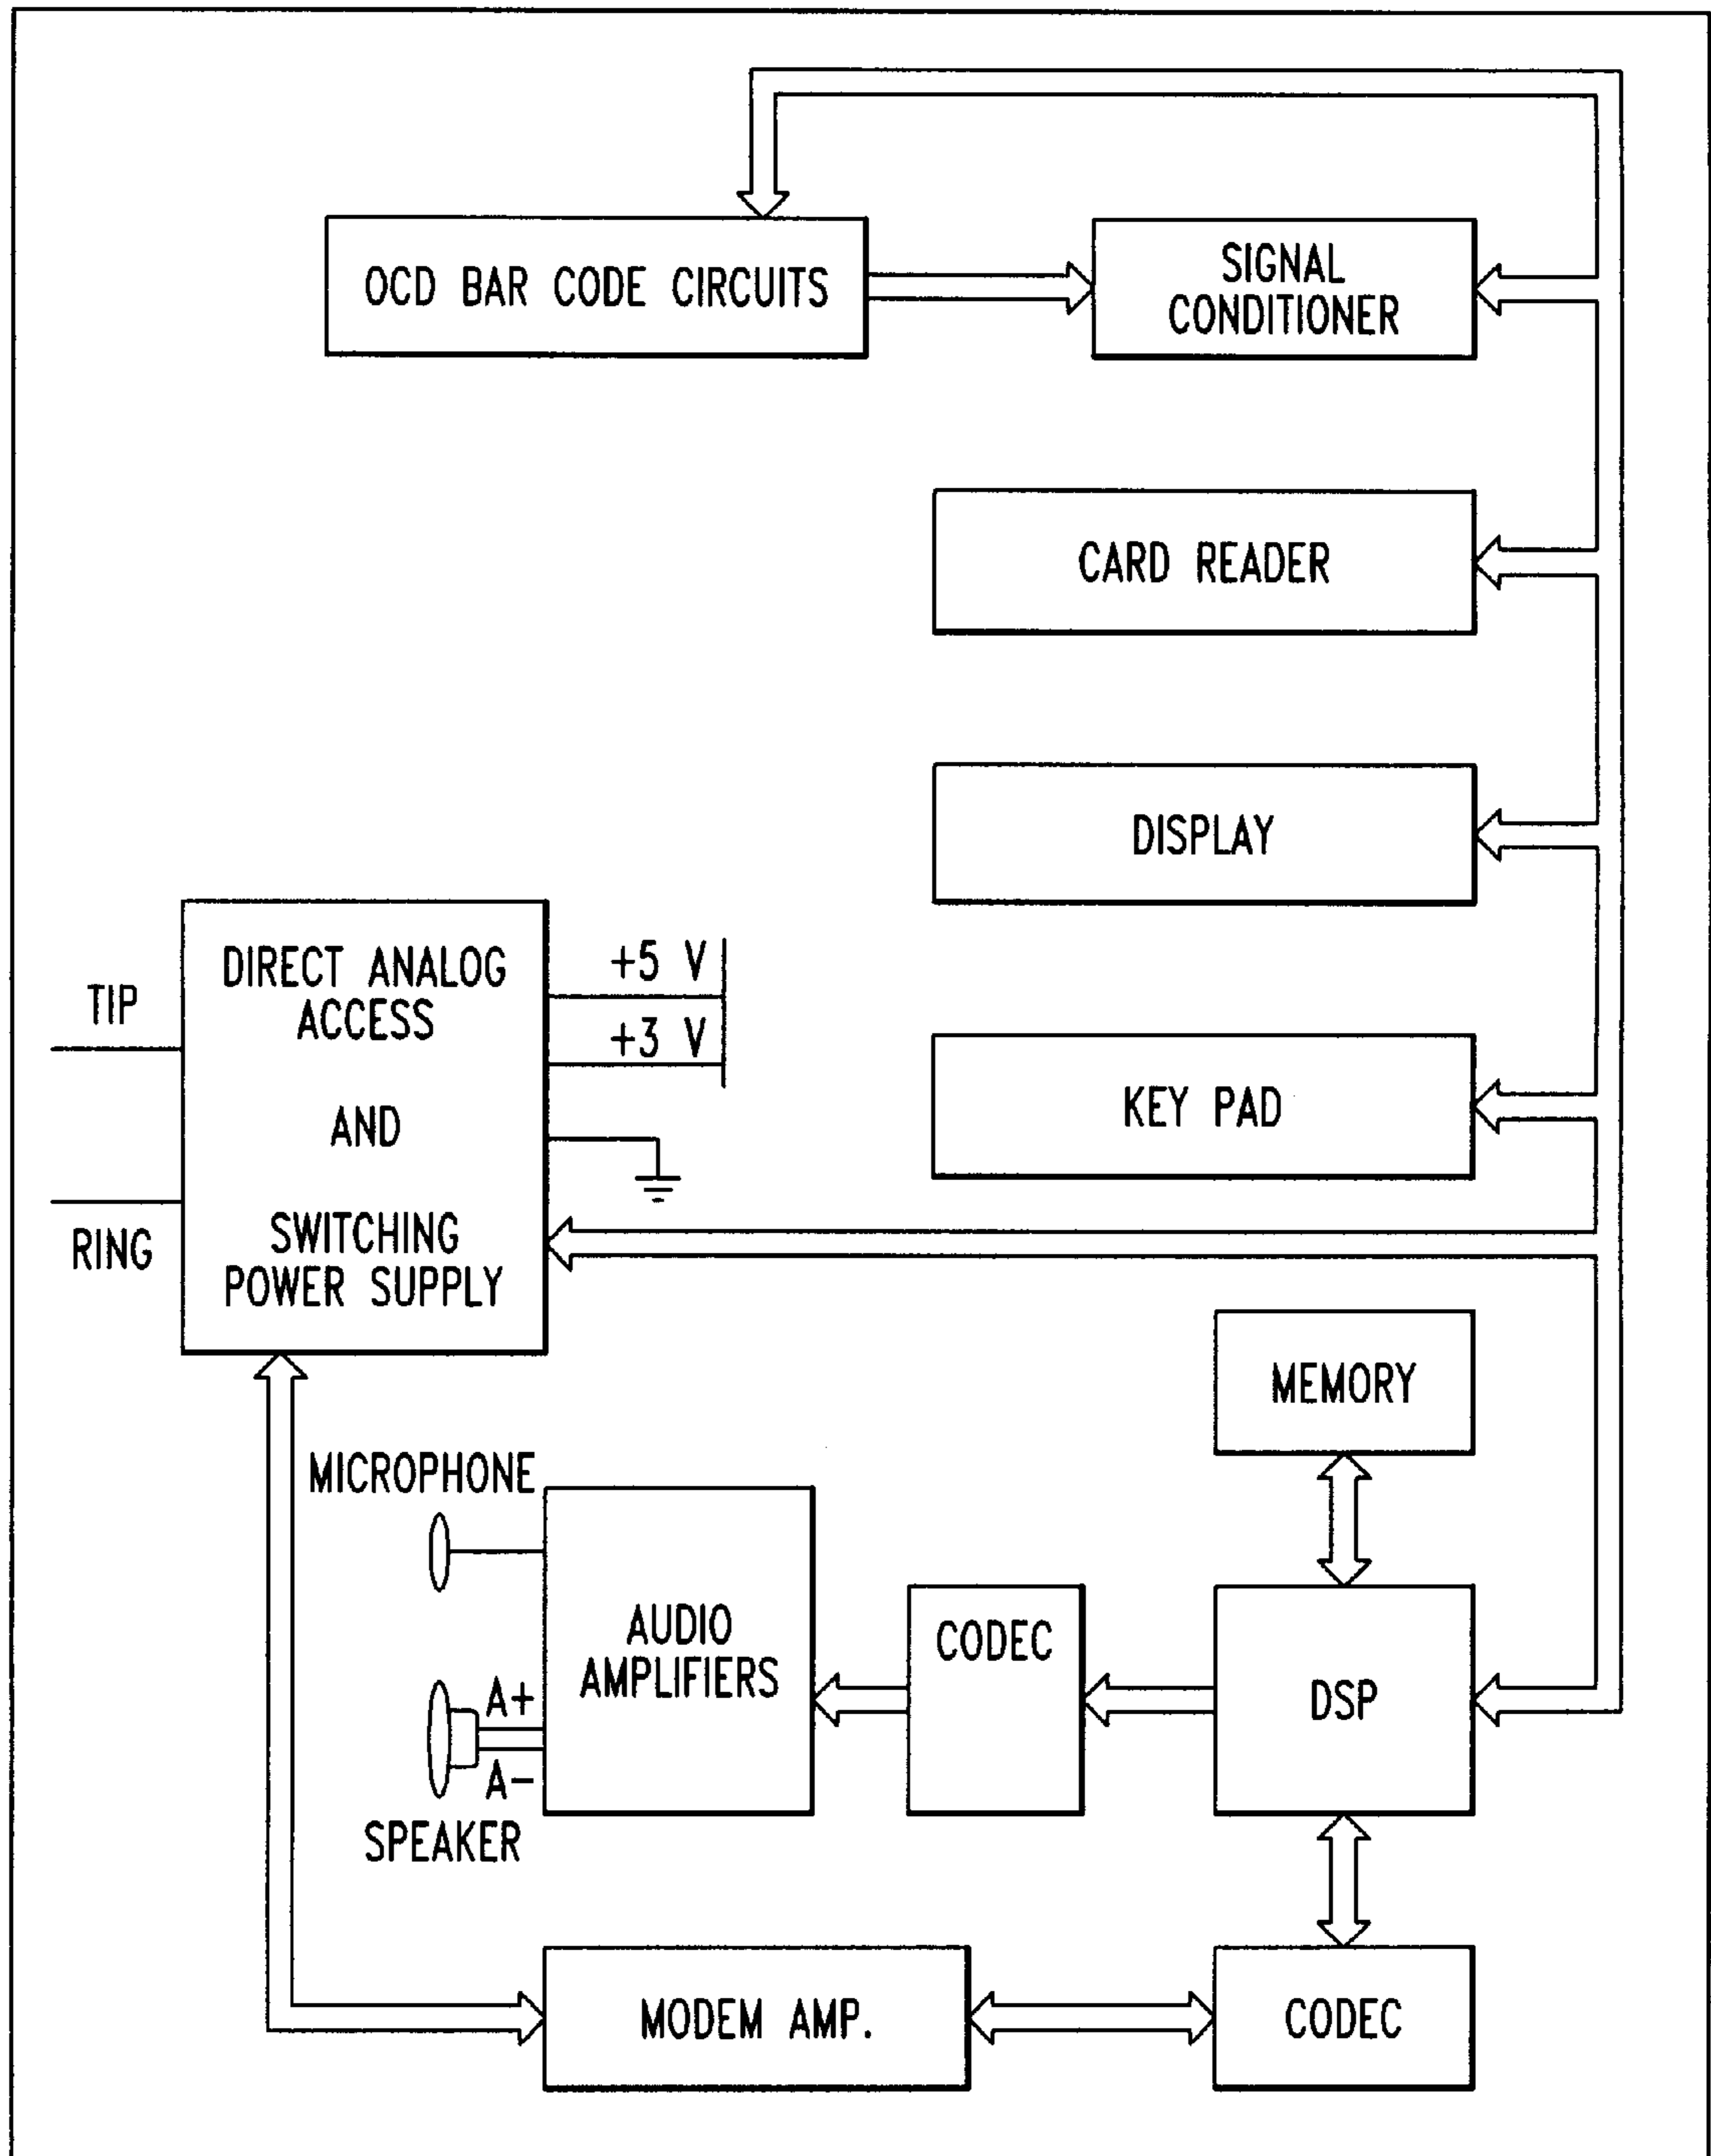 OCD BAR CODE CIRCUITS
SIGNAL
CONDITIONER
CARD READER
DISPLAY
DIRECT ANALOG
ACCESS
AND
SWITCHING
POWER SUPPLY
TIP
RING
+5 V
+3 V
KEY PAD
MEMORY
MICROPHONE
AUDIO
AMPLIFIERS
A+
A-
SPEAKER
CODEC
DSP
MODEM AMP.
CODEC